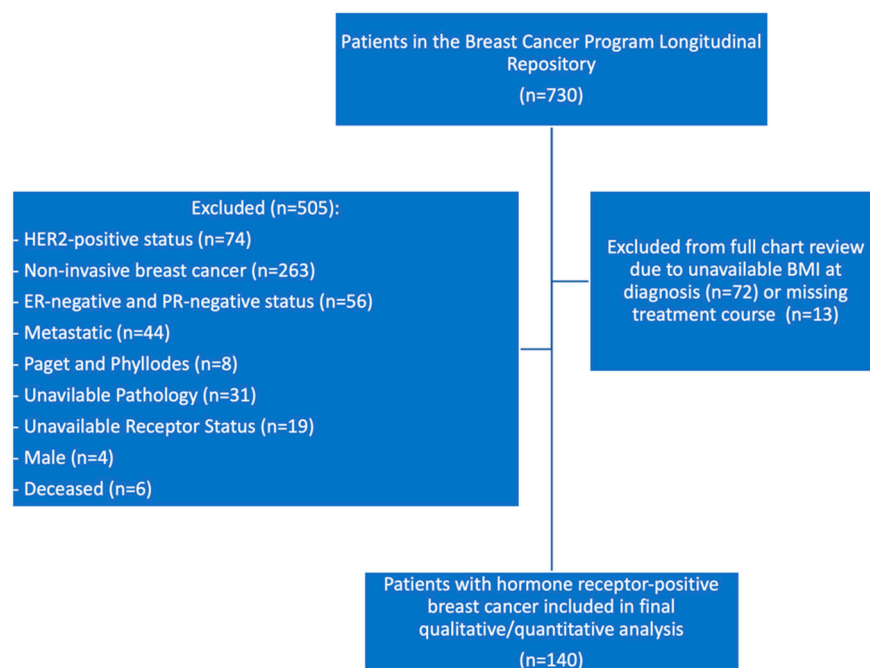 Patients in the Breast Cancer Program Longitudinal
Repository
(n=730)
Excluded (n=505):
- HER2-positive status (n=74)
- Non-invasive breast cancer (n=263)
- ER-negative and PR-negative status (n=56)
- Metastatic (n=44)
- Paget and Phyllodes (n=8)
- Unavilable Pathology (n=31)
- Unavailable Receptor Status (n=19)
- Male (n=4)
- Deceased (n=6)
Excluded from full chart review
due to unavailable BMI at
diagnosis (n=72) or missing
treatment course (n=13)
Patients with hormone receptor-positive
breast cancer included in final
qualitative/quantitative analysis
(n=140)